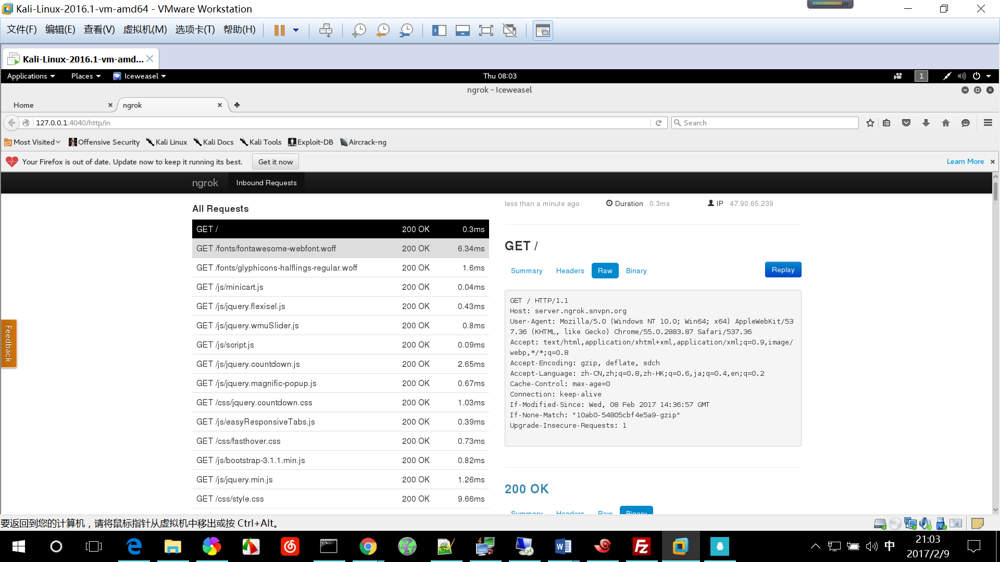 Kali-Linux-2016.1-vm-amd64 - VMware Workstation
文件(F) 编辑(E) 查看(V) 虚拟机(M) 选项卡(T) 帮助(H)
Kali-Linux-2016.1-vm-amd...
Applications Places Iceweasel Thu 08:03 1
ngrok - Iceweasel
Home ngrok
127.0.0.1:4040/http/in Search
Most Visited Offensive Security Kali Linux Kali Docs Kali Tools Exploit-DB Aircrack-ng
Your Firefox is out of date. Update now to keep it running its best. Get it now Learn More
ngrok Inbound Requests
All Requests
GET / 200 OK 0.3ms
GET /fonts/fontawesome-webfont.woff 200 OK 6.34ms
GET /fonts/glyphicons-halflings-regular.woff 200 OK 1.6ms
GET /js/minicart.js 200 OK 0.04ms
GET /js/jquery.flexisel.js 200 OK 0.43ms
GET /js/jquery.wmuSlider.js 200 OK 0.8ms
GET /js/script.js 200 OK 0.09ms
GET /js/jquery.countdown.js 200 OK 2.65ms
GET /js/jquery.magnific-popup.js 200 OK 0.67ms
GET /css/jquery.countdown.css 200 OK 1.03ms
GET /js/easyResponsiveTabs.js 200 OK 0.39ms
GET /css/fasthover.css 200 OK 0.73ms
GET /js/bootstrap-3.1.1.min.js 200 OK 0.82ms
GET /js/jquery.min.js 200 OK 1.26ms
GET /css/style.css 200 OK 9.66ms
less than a minute ago Duration 0.3ms IP 47.90.65.239
GET /
Summary Headers Raw Binary Replay
GET / HTTP/1.1
Host: server.ngrok.snvpn.org
User-Agent: Mozilla/5.0 (Windows NT 10.0; Win64; x64) AppleWebKit/53
7.36 (KHTML, like Gecko) Chrome/55.0.2883.87 Safari/537.36
Accept: text/html,application/xhtml+xml,application/xml;q=0.9,image/
webp,*/*;q=0.8
Accept-Encoding: gzip, deflate, sdch
Accept-Language: zh-CN,zh;q=0.8,zh-HK;q=0.6,ja;q=0.4,en;q=0.2
Cache-Control: max-age=0
Connection: keep-alive
If-Modified-Since: Wed, 08 Feb 2017 14:36:57 GMT
If-None-Match: "10ab0-54805cbf4e5a9-gzip"
Upgrade-Insecure-Requests: 1
200 OK
Summary Headers Raw Binary
Feedback
要返回到您的计算机，请将鼠标指针从虚拟机中移出或按 Ctrl+Alt。
中 21:03
2017/2/9